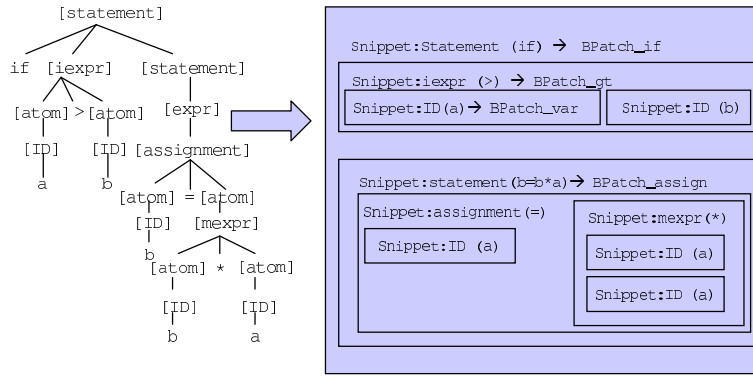 [statement]
if [iexpr] [statement]
[atom] > [atom] [expr]
[ID] [ID] [assignment]
a b
[atom] = [atom]
[ID] [mexpr]
b
[atom] * [atom]
[ID] [ID]
b a
Snippet:Statement (if) → BPatch_if
Snippet:iexpr (>) → BPatch_gt
Snippet:ID(a)→ BPatch_var Snippet:ID (b)
Snippet:statement(b=b*a)→ BPatch_assign
Snippet:assignment(=) Snippet:mexpr(*)
Snippet:ID (a) Snippet:ID (a)
Snippet:ID (a)